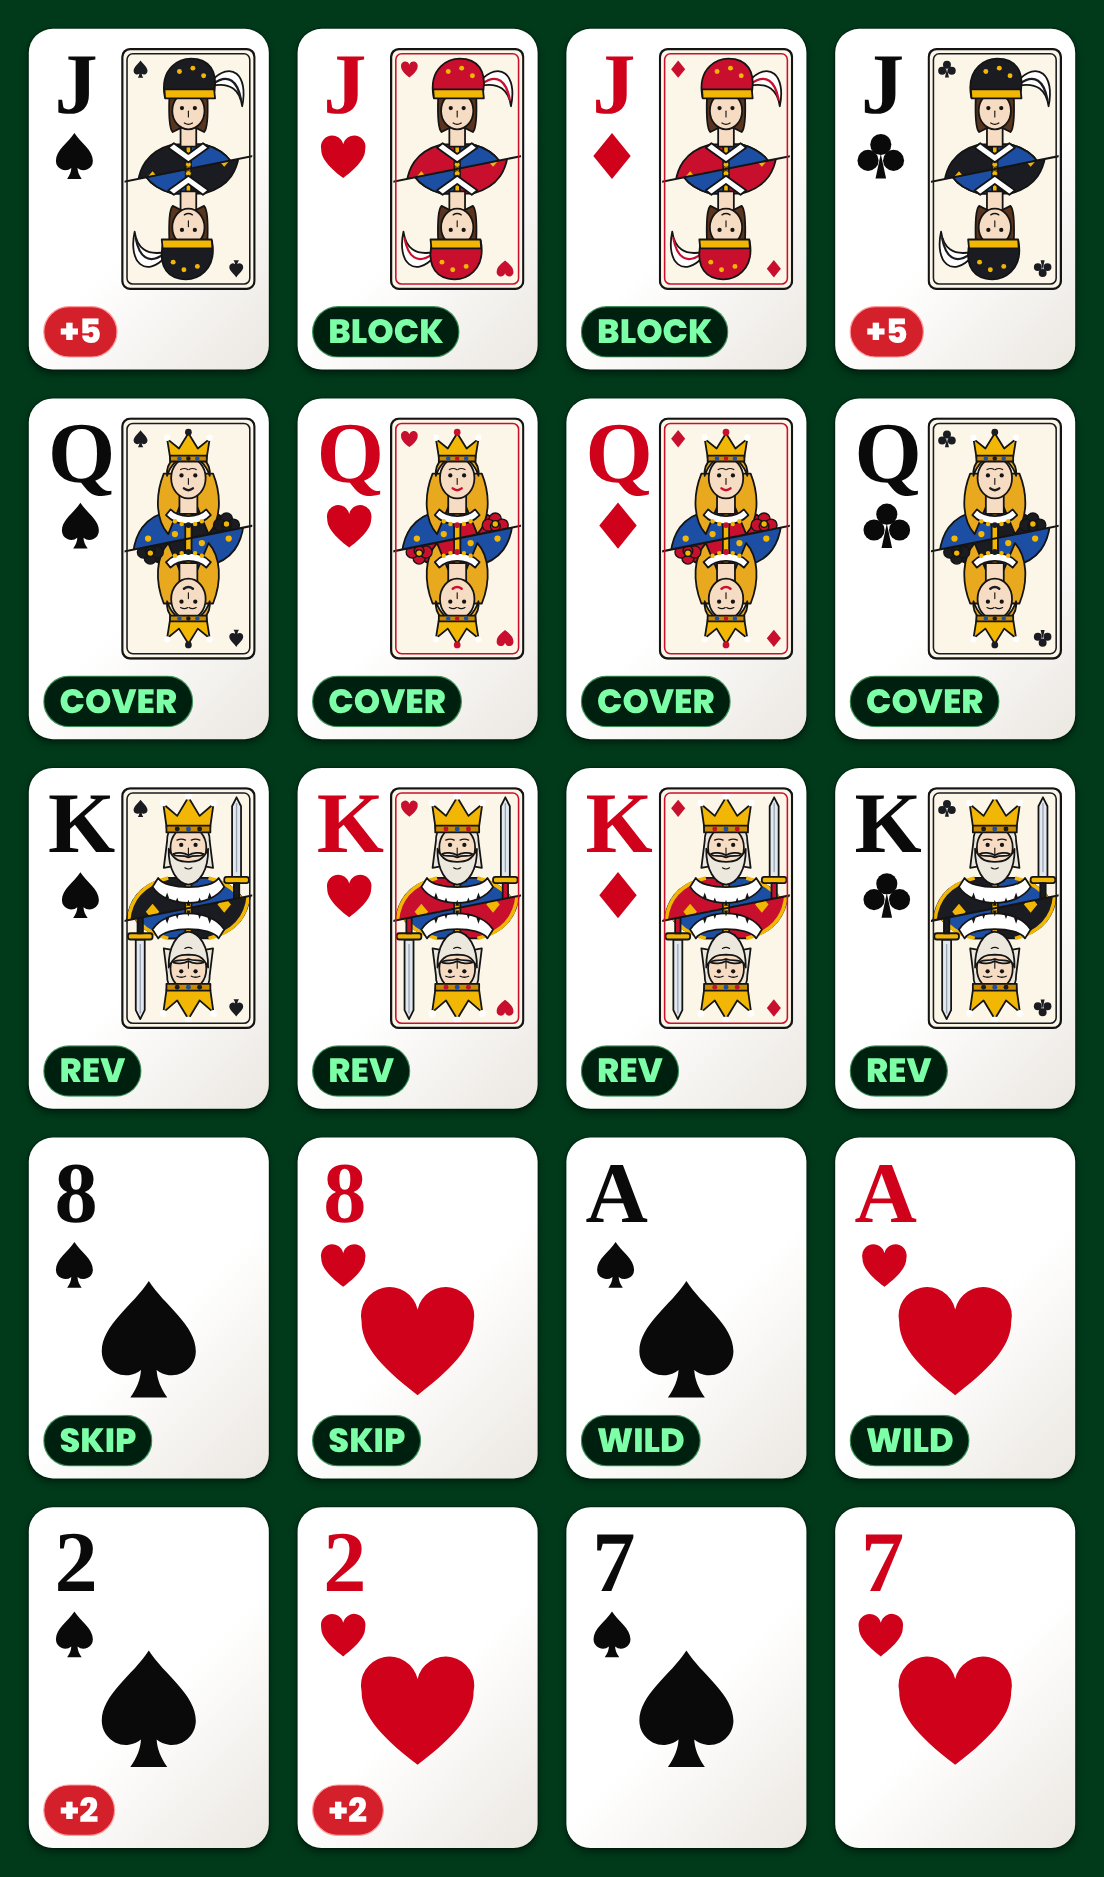 J J J J
+5 BLOCK BLOCK +5
Q Q Q Q
COVER COVER COVER COVER
K K K K
REV REV REV REV
8 8 A A
SKIP SKIP WILD WILD
2 2 7 7
+2 +2